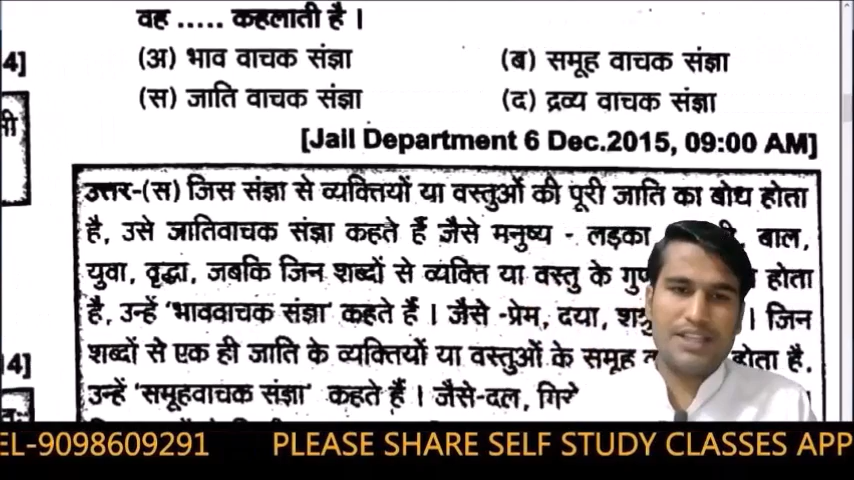 वह ..... कहलाती है ।
4]
(अ) भाव वाचक संज्ञा (ब) समूह वाचक संज्ञा
(स) जाति वाचक संज्ञा (द) द्रव्य वाचक संज्ञा
[Jail Department 6 Dec.2015, 09:00 AM]
उत्तर-(स) जिस संज्ञा से व्यक्तियों या वस्तुओं की पूरी जाति का बोध होता
है, उसे जातिवाचक संज्ञा कहते हैं जैसे मनुष्य - लड़का बाल,
युवा, वृद्धा, जबकि जिन शब्दों से व्यक्ति या वस्तु के होता
है, उन्हें 'भाववाचक संज्ञा' कहते हैं । जैसे -प्रेम, दया, । जिन
शब्दों से एक ही जाति के व्यक्तियों या वस्तुओं के समूह होता है,
14]
उन्हें 'समूहवाचक संज्ञा' कहते हैं । जैसे-दल,
EL-9098609291 PLEASE SHARE SELF STUDY CLASSES APP